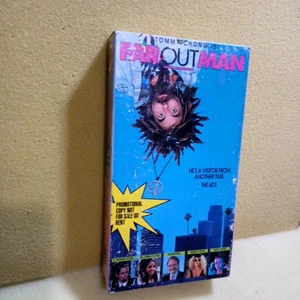 TOMMY CHONG
FAR OUT MAN
HE'S A VISITOR FROM
ANOTHER TIME.
THE 60'S
PROMOTIONAL
COPY NOT
FOR SALE OR
RENT